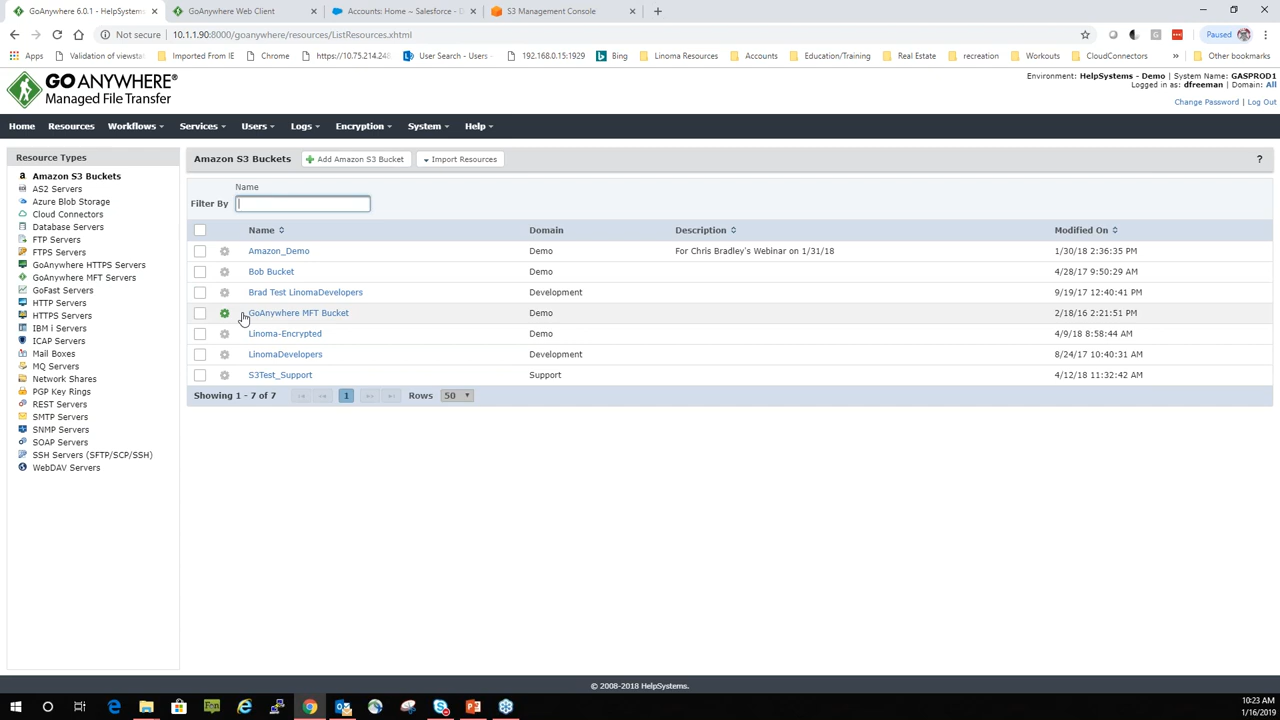 GoAnywhere 6.0.1 - HelpSystems
GoAnywhere Web Client
Accounts: Home ~ Salesforce - D
S3 Management Console
Not secure
10.1.1.90:8000/goanywhere/resources/ListResources.xhtml
Paused
Apps
Validation of viewstat
Imported From IE
Chrome
https://10.75.214.248
User Search - Users
192.168.0.15:1929
Bing
Linoma Resources
Accounts
Education/Training
Real Estate
recreation
Workouts
CloudConnectors
»
Other bookmarks
GO ANYWHERE®
Managed File Transfer
Environment: HelpSystems - Demo | System Name: GASPROD1
Logged in as: dfreeman | Domain: All
Change Password | Log Out
Home
Resources
Workflows
Services
Users
Logs
Encryption
System
Help
Resource Types
Amazon S3 Buckets
AS2 Servers
Azure Blob Storage
Cloud Connectors
Database Servers
FTP Servers
FTPS Servers
GoAnywhere HTTPS Servers
GoAnywhere MFT Servers
GoFast Servers
HTTP Servers
HTTPS Servers
IBM i Servers
ICAP Servers
Mail Boxes
MQ Servers
Network Shares
PGP Key Rings
REST Servers
SMTP Servers
SNMP Servers
SOAP Servers
SSH Servers (SFTP/SCP/SSH)
WebDAV Servers
Amazon S3 Buckets
Add Amazon S3 Bucket
Import Resources
?
Name
Filter By
Name Domain Description Modified On
Amazon_Demo Demo For Chris Bradley's Webinar on 1/31/18 1/30/18 2:36:35 PM
Bob Bucket Demo 4/28/17 9:50:29 AM
Brad Test LinomaDevelopers Development 9/19/17 12:40:41 PM
GoAnywhere MFT Bucket Demo 2/18/16 2:21:51 PM
Linoma-Encrypted Demo 4/9/18 8:58:44 AM
LinomaDevelopers Development 8/24/17 10:40:31 AM
S3Test_Support Support 4/12/18 11:32:42 AM
Showing 1 - 7 of 7 1 Rows 50
© 2008-2018 HelpSystems.
10:23 AM
1/16/2019